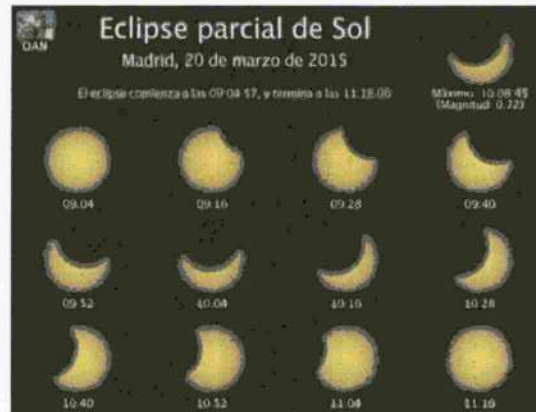 OAN
Eclipse parcial de Sol
Madrid, 20 de marzo de 2015
El eclipse comienza a las 09:04 57, y termina a las 11.18.08
Máximo: 10:08:45
(Magnitud: 0.72)
09.04
09:16
09:28
09:40
09:52
10.04
10:16
10:28
10:40
10:52
11:04
11.16